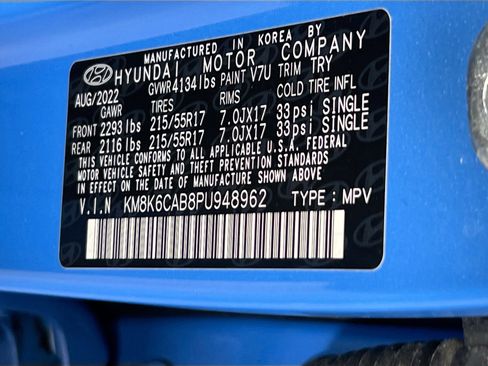 MANUFACTURED IN KOREA BY
HYUNDAI MOTOR COMPANY
AUG/2022 GVWR 4134 lbs PAINT V7U TRIM TRY
GAWR TIRES RIMS COLD TIRE INFL
FRONT 2293 lbs 215/55R17 7.0JX17 33 psi SINGLE
REAR 2116 lbs 215/55R17 7.0JX17 33 psi SINGLE
THIS VEHICLE CONFORMS TO ALL APPLICABLE U.S.A. FEDERAL
MOTOR VEHICLE SAFETY AND THEFT PREVENTION STANDARDS
IN EFFECT ON THE DATE OF MANUFACTURE SHOWN ABOVE.
V.I.N KM8K6CAB8PU948962 TYPE : MPV